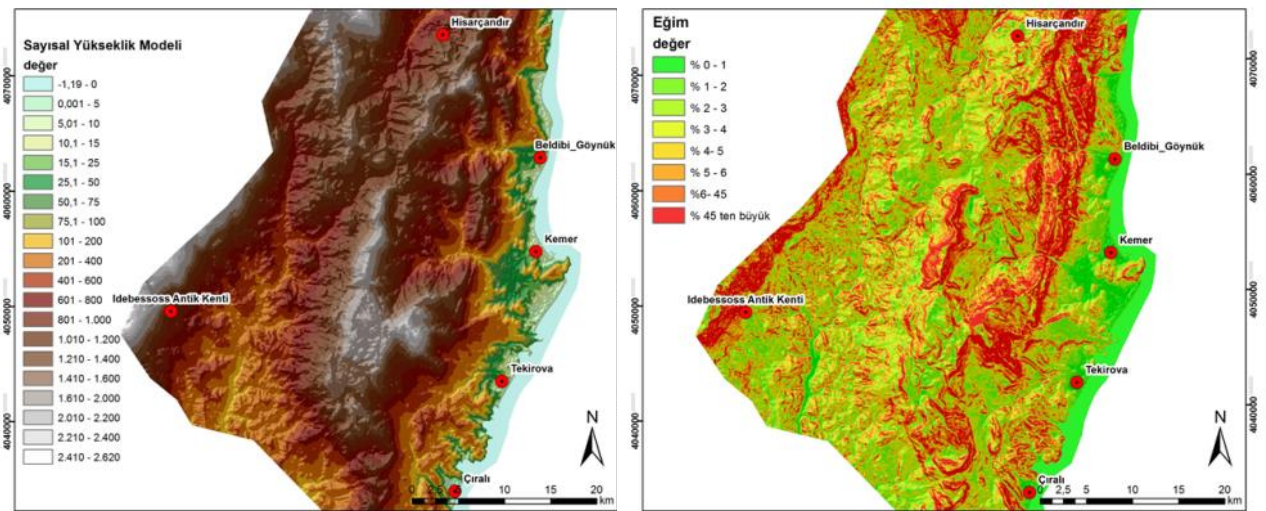 Sayısal Yükseklik Modeli
değer
-1,19 - 0
0,001 - 5
5,01 - 10
10,1 - 15
15,1 - 25
25,1 - 50
50,1 - 75
75,1 - 100
101 - 200
201 - 400
401 - 600
601 - 800
801 - 1.000
1.010 - 1.200
1.210 - 1.400
1.410 - 1.600
1.610 - 2.000
2.010 - 2.200
2.210 - 2.400
2.410 - 2.620
4070000
4060000
4050000
4040000
Hisarçandır
Beldibi_Göynük
Kemer
Idebessoss Antik Kenti
Tekirova
Çıralı
N
0 2,5 5 10 15 20
km
Eğim
değer
% 0 - 1
% 1 - 2
% 2 - 3
% 3 - 4
% 4- 5
% 5 - 6
%6- 45
% 45 ten büyük
Hisarçandır
Beldibi_Göynük
Kemer
Idebessoss Antik Kenti
Tekirova
Çıralı
N
0 2,5 5 10 15 20
km
4070000
4060000
4050000
4040000